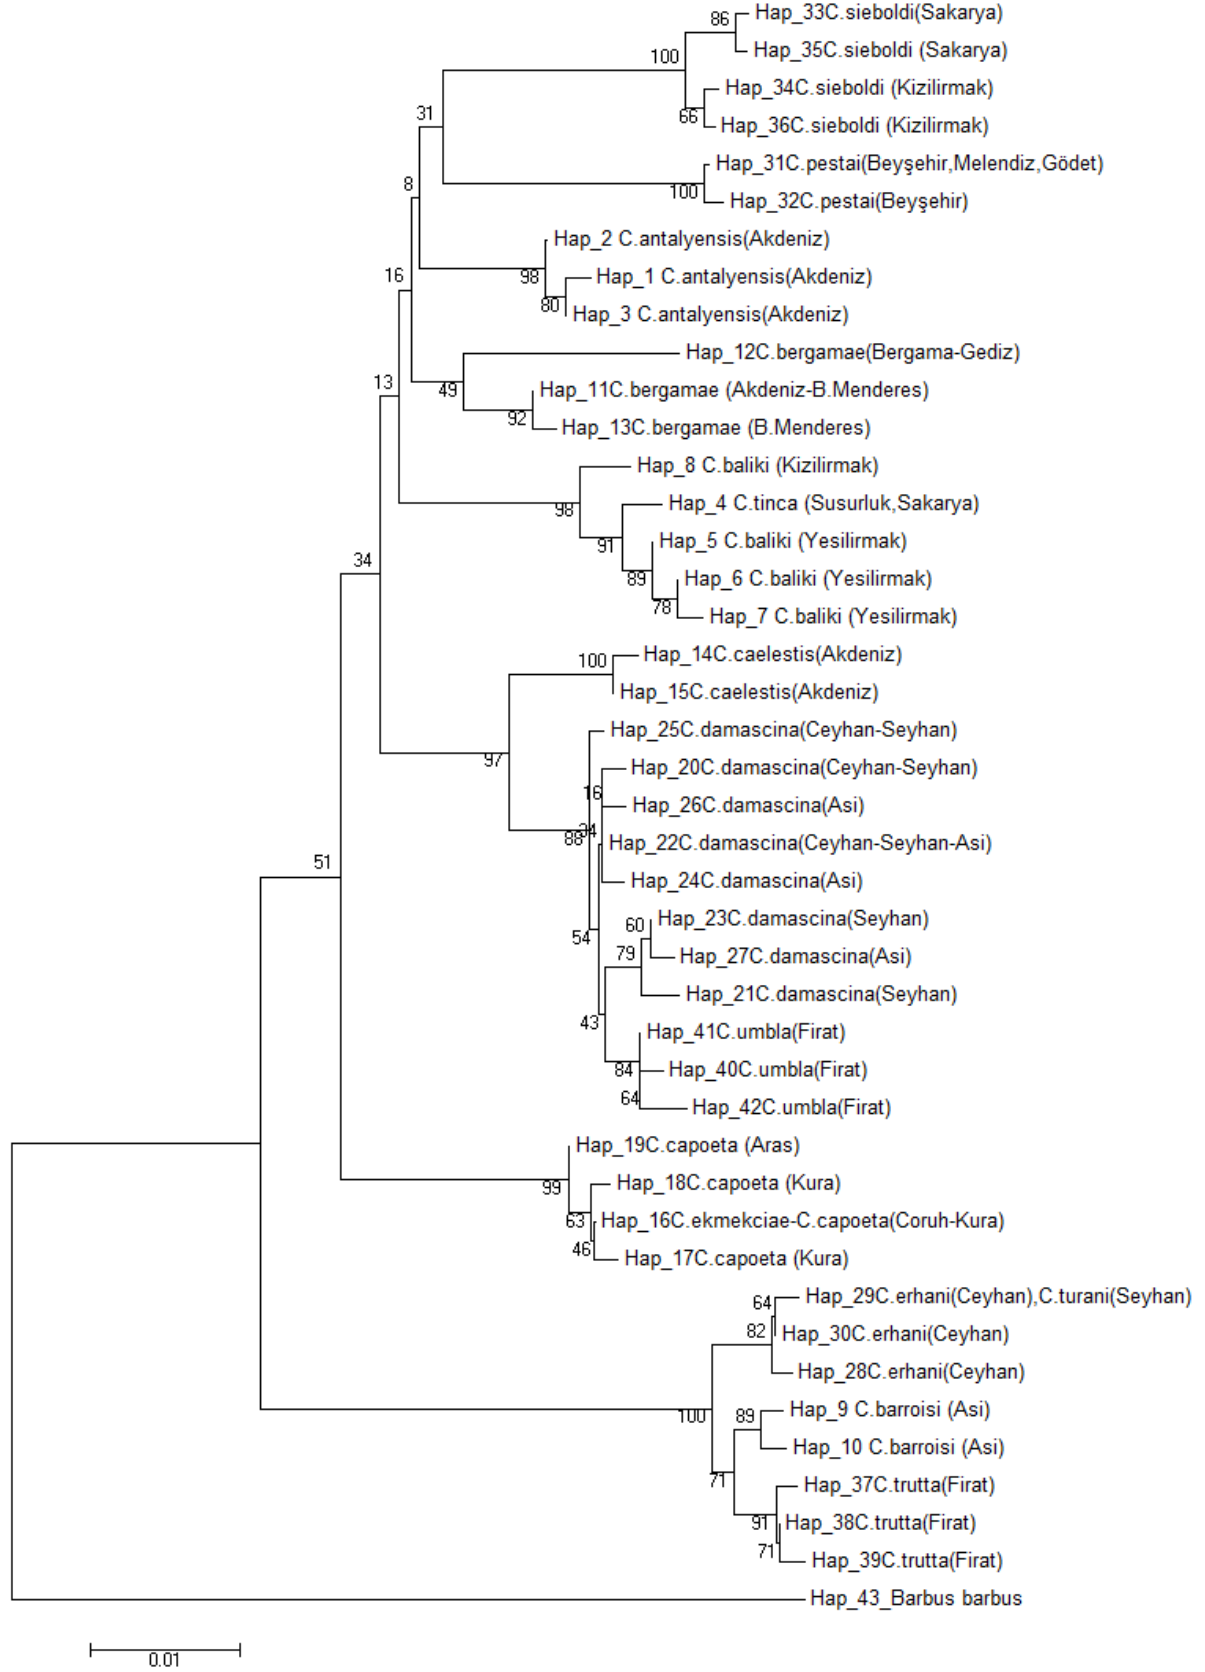 86 Hap_33C.sieboldi(Sakarya)
Hap_35C.sieboldi (Sakarya)
100
Hap_34C.sieboldi (Kizilirmak)
66 Hap_36C.sieboldi (Kizilirmak)
31
Hap_31C.pestai(Beyşehir,Melendiz,Gödet)
100
Hap_32C.pestai(Beyşehir)
8
Hap_2 C.antalyensis(Akdeniz)
16 98 Hap_1 C.antalyensis(Akdeniz)
80 Hap_3 C.antalyensis(Akdeniz)
Hap_12C.bergamae(Bergama-Gediz)
13 49 Hap_11C.bergamae (Akdeniz-B.Menderes)
92 Hap_13C.bergamae (B.Menderes)
Hap_8 C.baliki (Kizilirmak)
98 Hap_4 C.tinca (Susurluk,Sakarya)
91 Hap_5 C.baliki (Yesilirmak)
34 89 Hap_6 C.baliki (Yesilirmak)
78 Hap_7 C.baliki (Yesilirmak)
100 Hap_14C.caelestis(Akdeniz)
Hap_15C.caelestis(Akdeniz)
Hap_25C.damascina(Ceyhan-Seyhan)
97 Hap_20C.damascina(Ceyhan-Seyhan)
16 Hap_26C.damascina(Asi)
88 34 Hap_22C.damascina(Ceyhan-Seyhan-Asi)
51 Hap_24C.damascina(Asi)
60 Hap_23C.damascina(Seyhan)
54 79 Hap_27C.damascina(Asi)
Hap_21C.damascina(Seyhan)
43 Hap_41C.umbla(Firat)
84 Hap_40C.umbla(Firat)
64 Hap_42C.umbla(Firat)
Hap_19C.capoeta (Aras)
99 Hap_18C.capoeta (Kura)
63 Hap_16C.ekmekciae-C.capoeta(Coruh-Kura)
46 Hap_17C.capoeta (Kura)
64 Hap_29C.erhani(Ceyhan),C.turani(Seyhan)
82 Hap_30C.erhani(Ceyhan)
Hap_28C.erhani(Ceyhan)
100 89 Hap_9 C.barroisi (Asi)
Hap_10 C.barroisi (Asi)
71 Hap_37C.trutta(Firat)
91 Hap_38C.trutta(Firat)
71 Hap_39C.trutta(Firat)
Hap_43_Barbus barbus
0.01